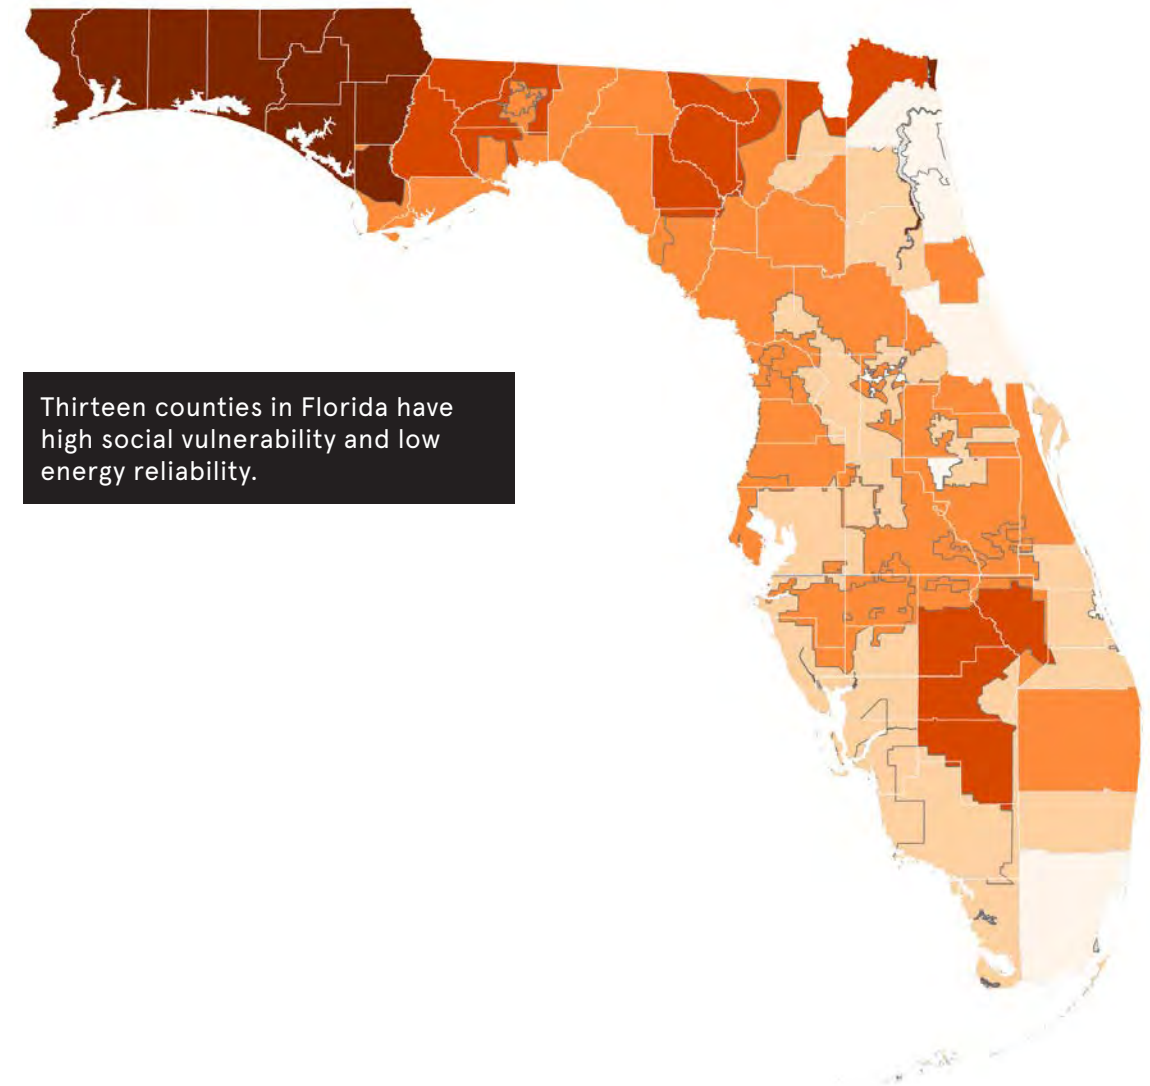 Thirteen counties in Florida have
high social vulnerability and low
energy reliability.